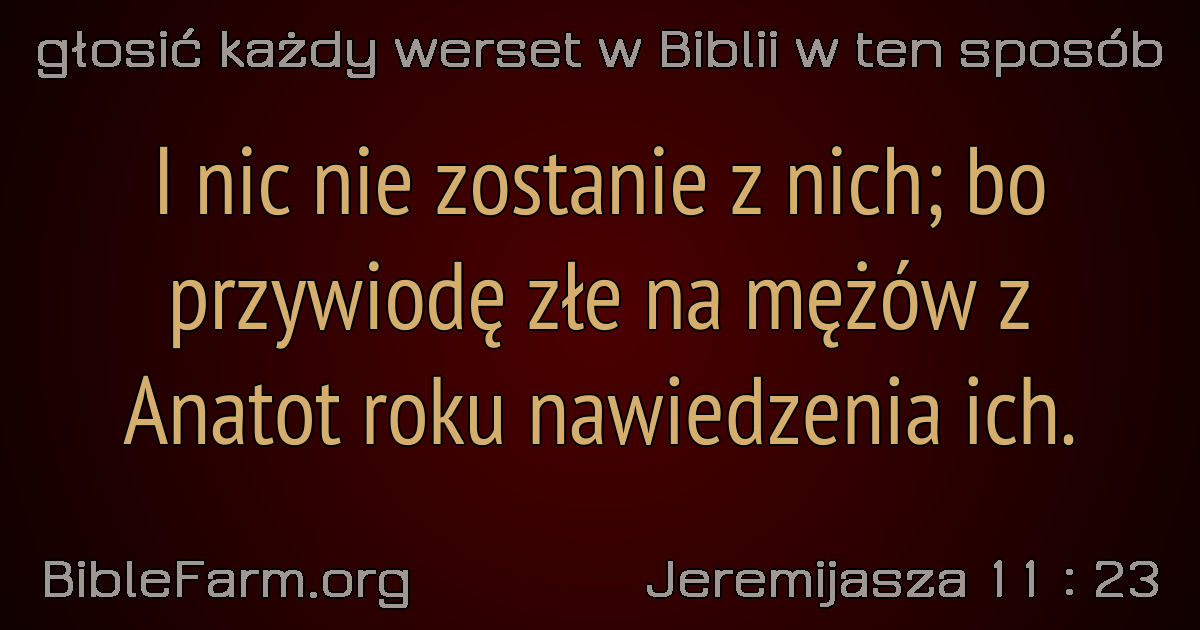 głosić każdy werset w Biblii w ten sposób
I nic nie zostanie z nich; bo
przywiodę złe na mężów z
Anatot roku nawiedzenia ich.
BibleFarm.org
Jeremijasza 11 : 23